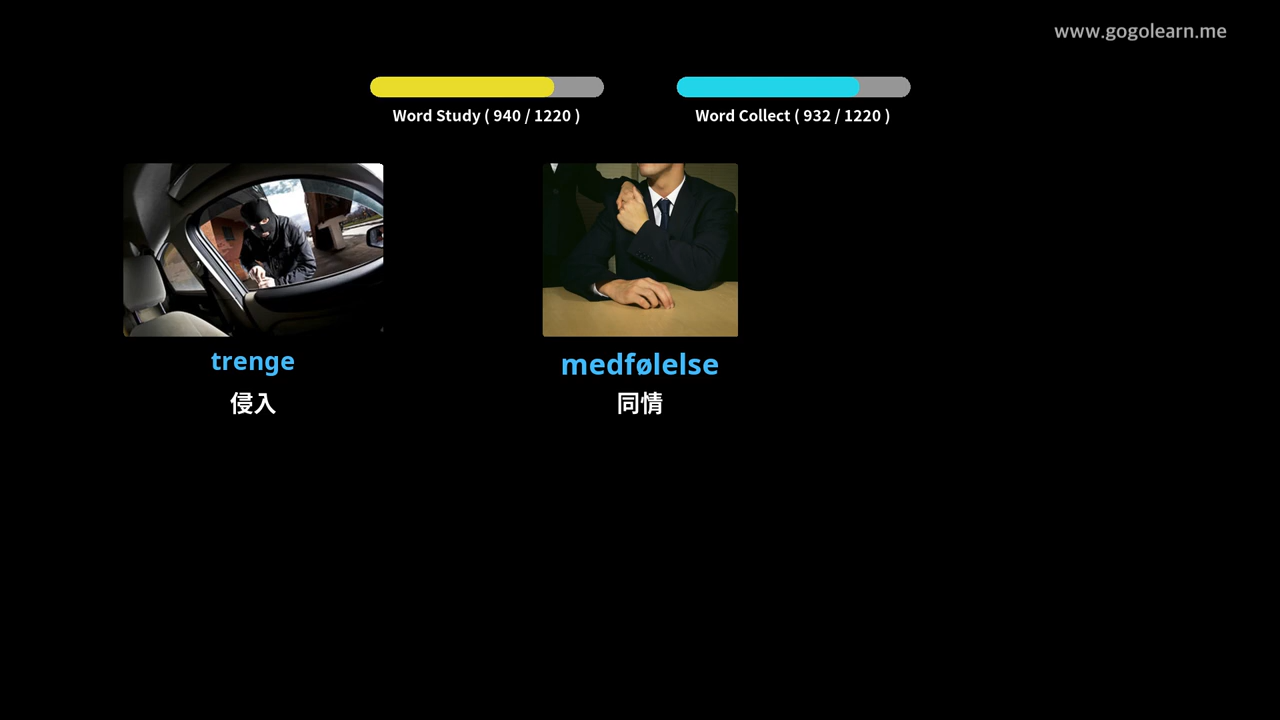 www.gogolearn.me
Word Study ( 940 / 1220 )
Word Collect ( 932 / 1220 )
trenge
侵入
medfølelse
同情